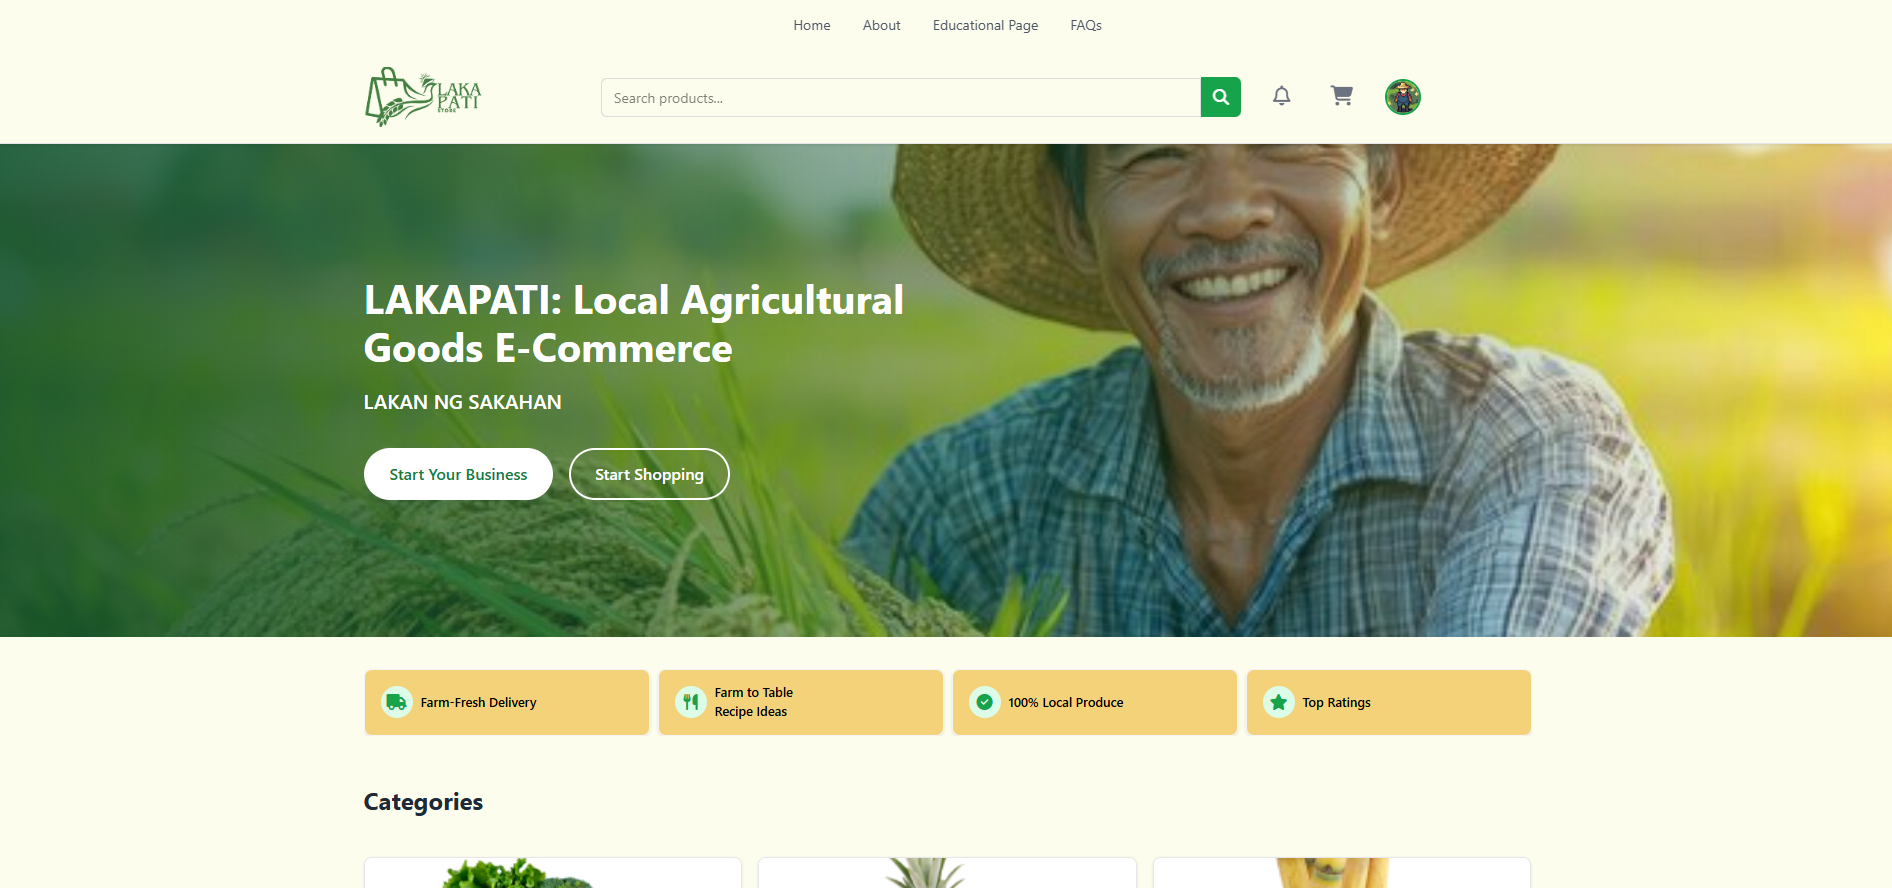 Home About Educational Page FAQs
LAKA
PATI
STORE
Search products...
LAKAPATI: Local Agricultural
Goods E-Commerce
LAKAN NG SAKAHAN
Start Your Business Start Shopping
Farm-Fresh Delivery
Farm to Table
Recipe Ideas
100% Local Produce
Top Ratings
Categories